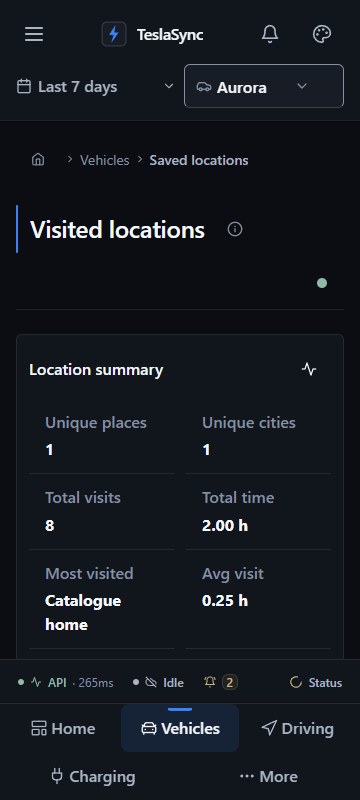 TeslaSync
Last 7 days
Aurora
Vehicles
Saved locations
Visited locations
Location summary
Unique places
Unique cities
1
1
Total visits
Total time
8
2.00 h
Most visited
Avg visit
Catalogue
home
0.25 h
API · 265ms
Idle
2
Status
Home
Vehicles
Driving
Charging
More